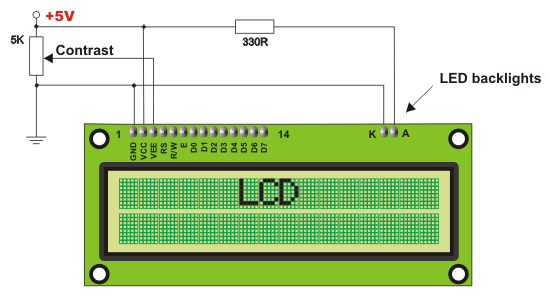 +5V
5K
Contrast
330R
LED backlights
1
14
K
A
GND
VCC
VEE
RS
R/W
E
D0
D1
D2
D3
D4
D5
D6
D7
LCD